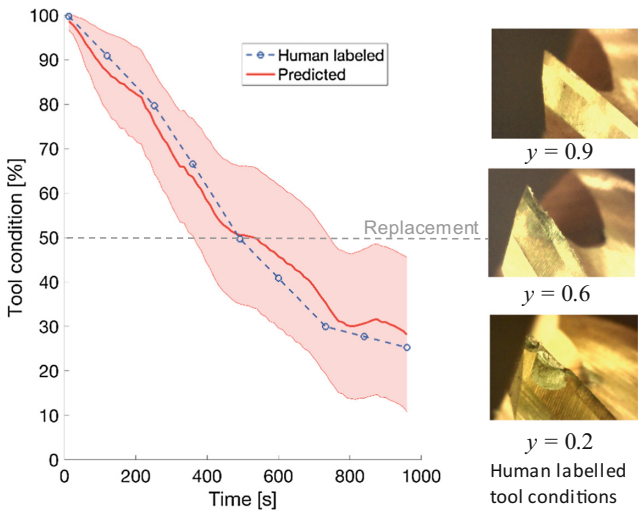 100
90
80
70
60
50
40
30
20
10
0
Tool condition [%]
0
200
400
600
800
1000
Time [s]
Human labeled
Predicted
Replacement
y = 0.9
y = 0.6
y = 0.2
Human labelled
tool conditions